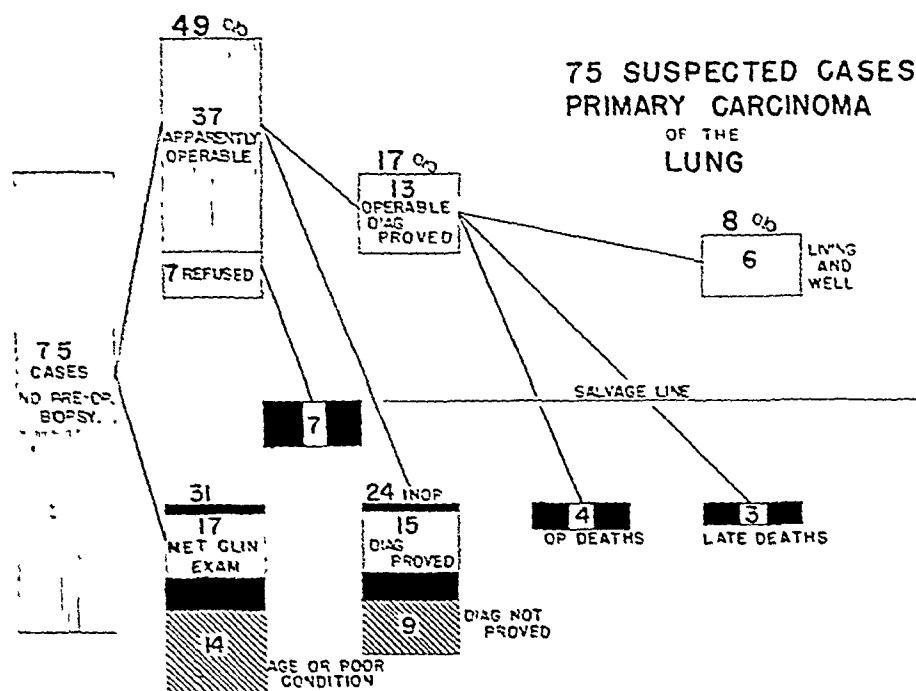 75 SUSPECTED CASES
PRIMARY CARCINOMA
OF THE
LUNG
49 %
37
APPARENTLY
OPERABLE
7 REFUSED
17 %
13
OPERABLE
DIAG
PROVED
8 %
6
LIVING
AND
WELL
75
CASES
NO PRE-OP.
BIOPSY.
7
SALVAGE LINE
31
17
MET CLIN
EXAM
14
AGE OR POOR
CONDITION
24 INOP
15
DIAG
PROVED
9
DIAG NOT
PROVED
4
OP DEATHS
3
LATE DEATHS